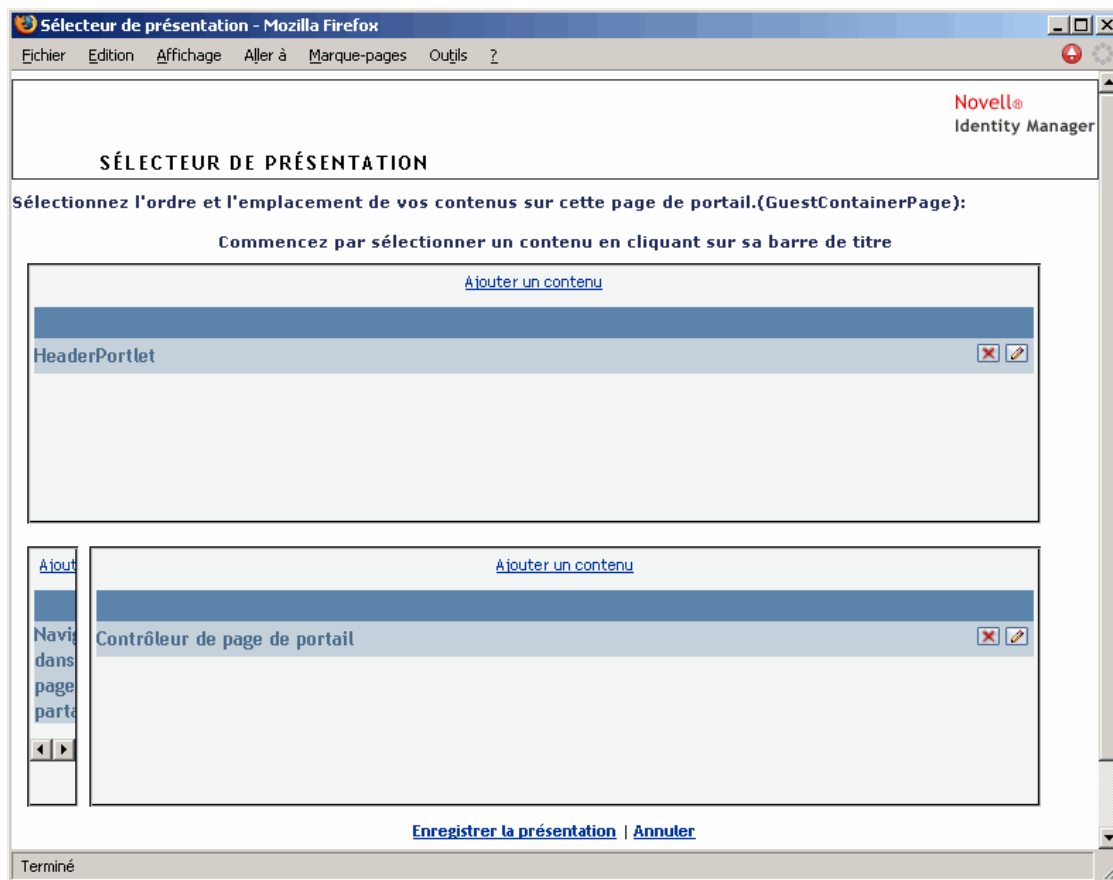 Sélecteur de présentation - Mozilla Firefox
Fichier Edition Affichage Aller à Marque-pages Outils ?
Novell®
Identity Manager
SÉLECTEUR DE PRÉSENTATION
Sélectionnez l'ordre et l'emplacement de vos contenus sur cette page de portail.(GuestContainerPage):
Commencez par sélectionner un contenu en cliquant sur sa barre de titre
Ajouter un contenu
HeaderPortlet
Ajout
Navig
dans
page
parta
Ajouter un contenu
Contrôleur de page de portail
Enregistrer la présentation | Annuler
Terminé